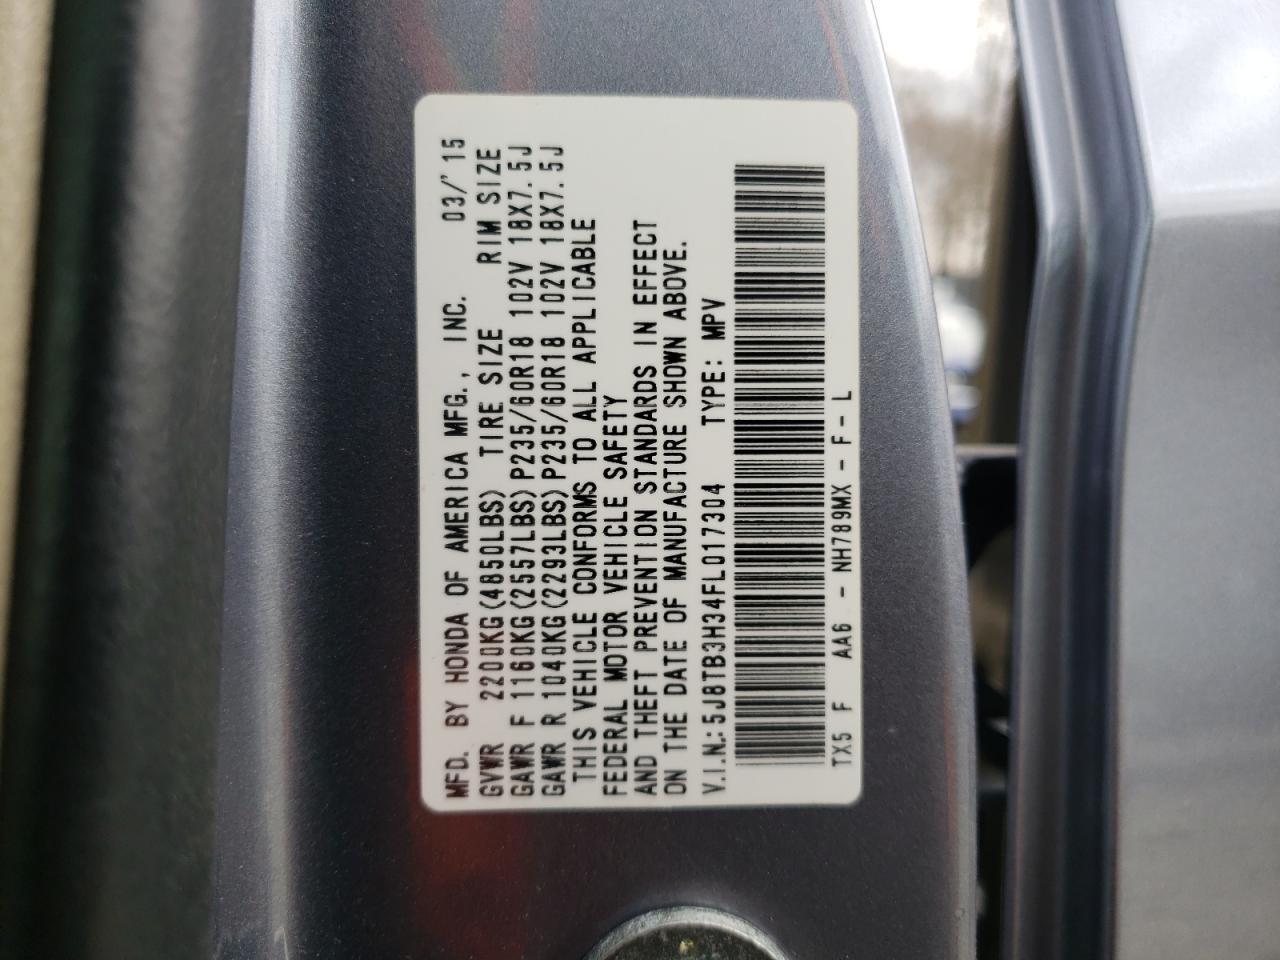 MFD. BY HONDA OF AMERICA MFG., INC. 03/'15
GVWR 2200KG(4850LBS) TIRE SIZE RIM SIZE
GAWR F 1160KG(2557LBS)P235/60R18 102V 18X7.5J
GAWR R 1040KG(2293LBS)P235/60R18 102V 18X7.5J
THIS VEHICLE CONFORMS TO ALL APPLICABLE
FEDERAL MOTOR VEHICLE SAFETY
AND THEFT PREVENTION STANDARDS IN EFFECT
ON THE DATE OF MANUFACTURE SHOWN ABOVE.
V.I.N.:5J8TB3H34FL017304 TYPE: MPV
TX5 F AA6 - NH789MX - F - L